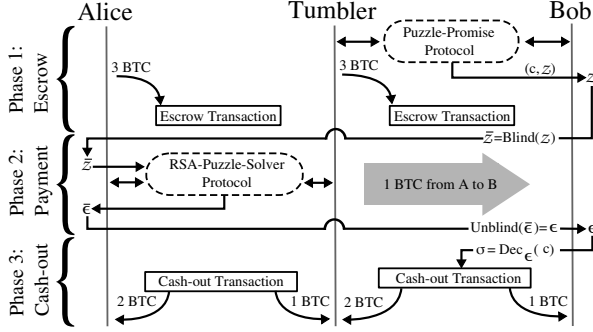 Alice
Tumbler
Bob
Phase 1:
Escrow
Puzzle-Promise
Protocol
3 BTC
3 BTC
(c, z)
z
Escrow Transaction
Escrow Transaction
z̄=Blind(z)
Phase 2:
Payment
z̄
RSA-Puzzle-Solver
Protocol
1 BTC from A to B
ϵ̄
Unblind(ϵ̄)=ϵ
ϵ
Phase 3:
Cash-out
σ=Dec_ϵ(c)
Cash-out Transaction
Cash-out Transaction
2 BTC
1 BTC
2 BTC
1 BTC